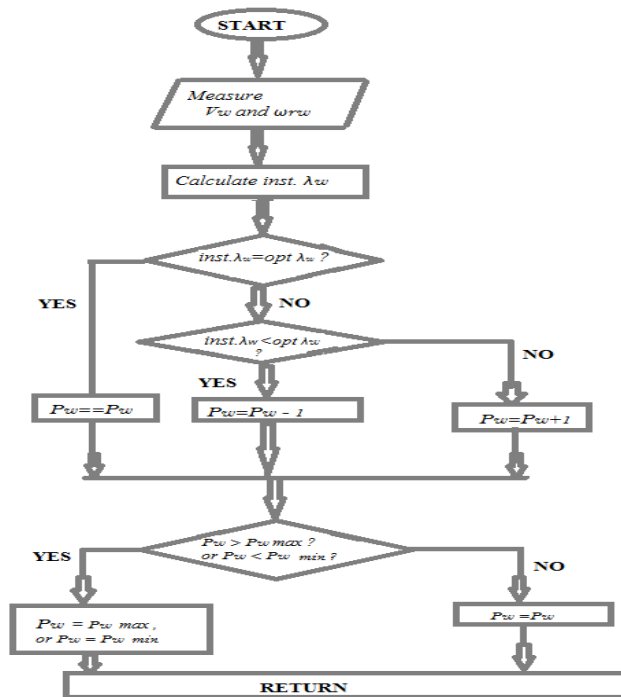 START
Measure
Vw and ωrw
Calculate inst. λw
inst.λw=opt λw ?
YES
NO
inst.λw<opt λw
?
NO
YES
Pw==Pw
Pw=Pw - 1
Pw=Pw+1
Pw > Pw max ?
or Pw < Pw min ?
YES
NO
Pw = Pw max ,
or Pw = Pw min
Pw =Pw
RETURN